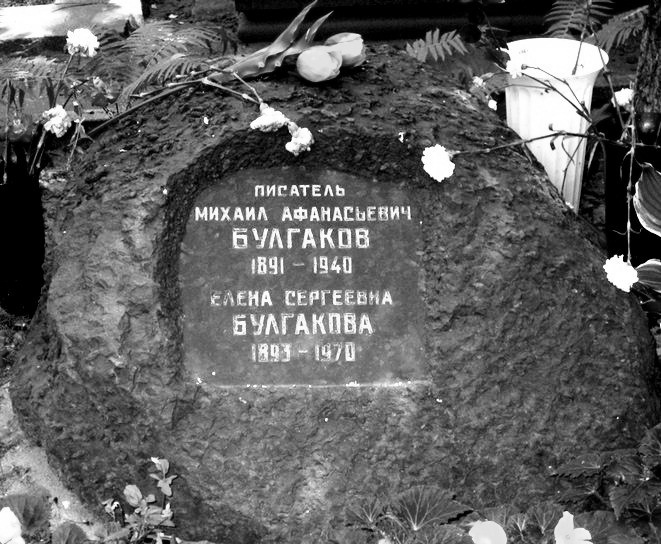 ПИСАТЕЛЬ
МИХАИЛ АФАНАСЬЕВИЧ
БУЛГАКОВ
1891 – 1940
ЕЛЕНА СЕРГЕЕВНА
БУЛГАКОВА
1893 – 1970